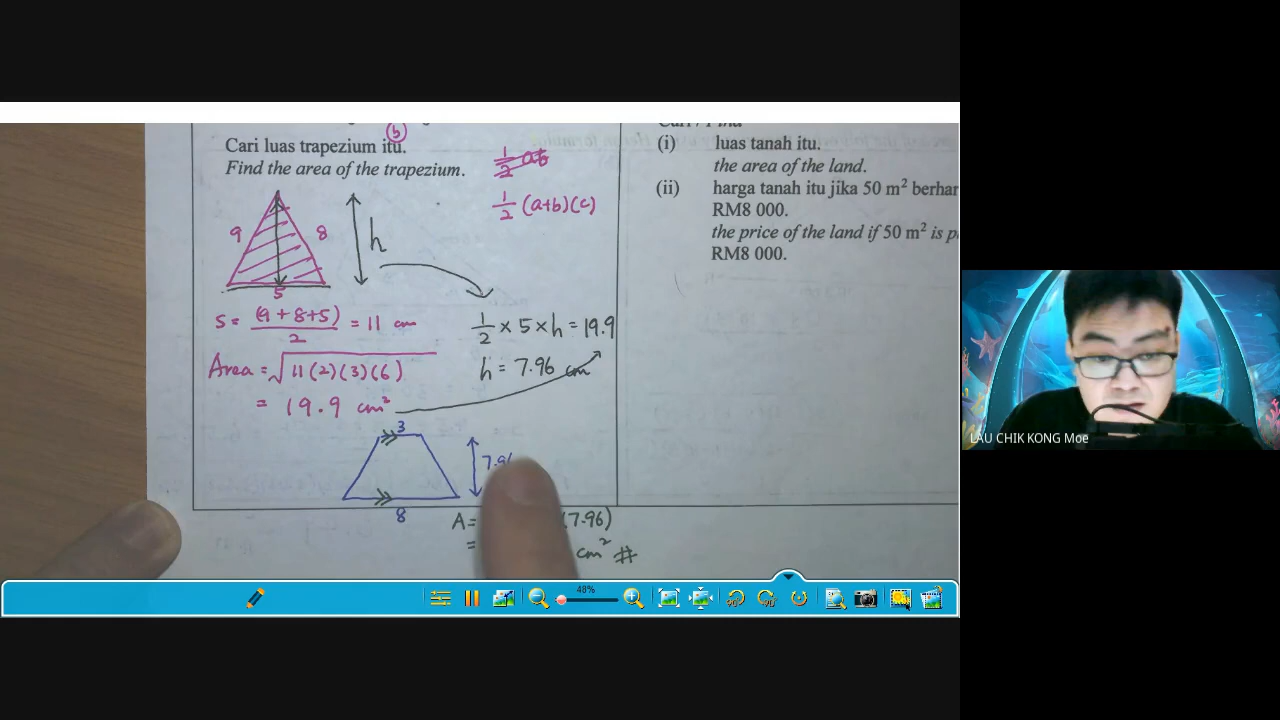 (b)
Cari luas trapezium itu.
Find the area of the trapezium.
1/2 ab
1/2 (a+b)(c)
9
8
5
h
S = (9 + 8 + 5)/2 = 11 cm
Area = √11(2)(3)(6)
= 19.9 cm²
1/2 × 5 × h = 19.9
h = 7.96 cm
3
7.96
8
A = (7.96)
= cm² #
(i) luas tanah itu.
the area of the land.
(ii) harga tanah itu jika 50 m² berhar
RM8 000.
the price of the land if 50 m² is p
RM8 000.
48%
LAU CHIK KONG Moe